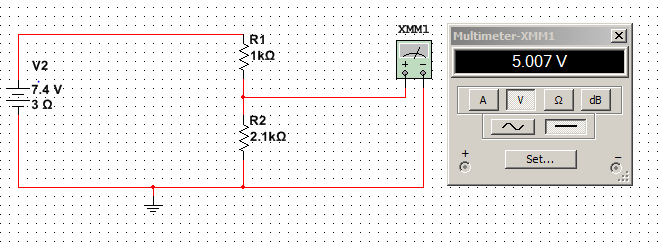 XMM1
R1
1kΩ
V2
7.4 V
3 Ω
R2
2.1kΩ
+ –
Multimeter-XMM1
5.007 V
A V Ω dB
Set...
+ –